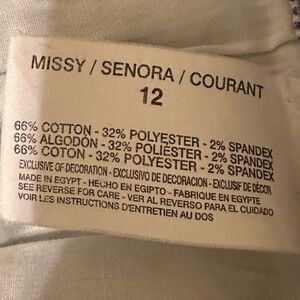 MISSY / SENORA / COURANT
12
66% COTTON - 32% POLYESTER - 2% SPANDEX
66% ALGODÓN - 32% POLIÉSTER - 2% SPANDEX
66% COTON - 32% POLYESTER - 2% SPANDEX
EXCLUSIVE OF DECORATION - EXCLUSIVO DE DECORACION - EXCLUSIF DE DÉCOR
MADE IN EGYPT - HECHO EN EGIPTO - FABRIQUE EN EGYPTE
SEE REVERSE FOR CARE - VER AL REVERSO PARA EL CUIDADO
VOIR LES INSTRUCTIONS D'ENTRETIEN AU DOS